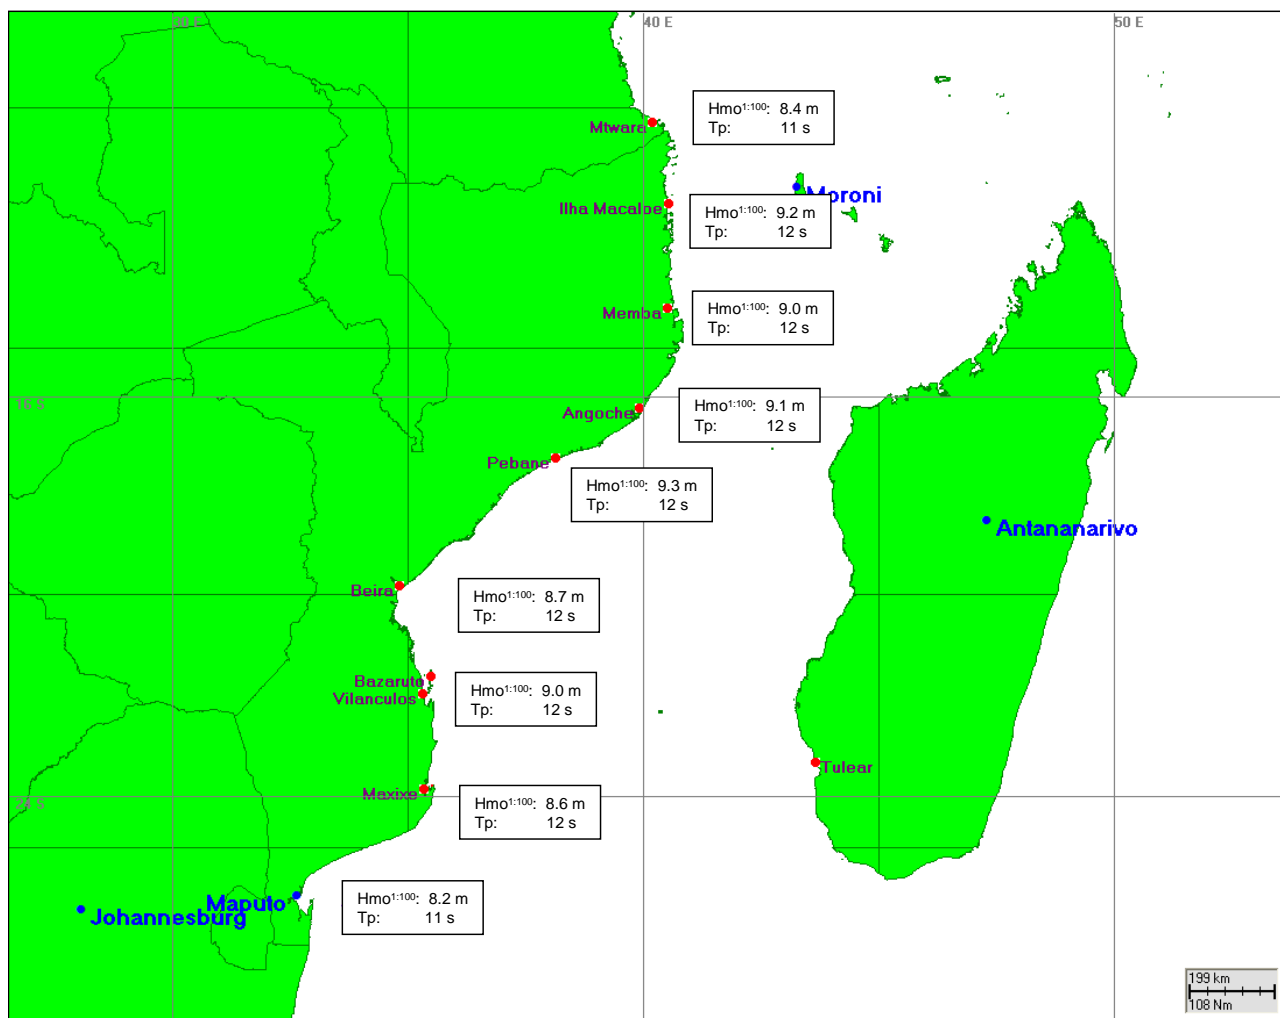 30 E
40 E
50 E
Mtwara
Hmo1:100: 8.4 m
Tp: 11 s
Moroni
Ilha Macaloe
Hmo1:100: 9.2 m
Tp: 12 s
Memba
Hmo1:100: 9.0 m
Tp: 12 s
16 S
Angoche
Hmo1:100: 9.1 m
Tp: 12 s
Pebane
Hmo1:100: 9.3 m
Tp: 12 s
Antananarivo
Beira
Hmo1:100: 8.7 m
Tp: 12 s
Bazaruto
Vilanculos
Hmo1:100: 9.0 m
Tp: 12 s
Tulear
Maxixe
24 S
Hmo1:100: 8.6 m
Tp: 12 s
Maputo
Johannesburg
Hmo1:100: 8.2 m
Tp: 11 s
199 km
108 Nm